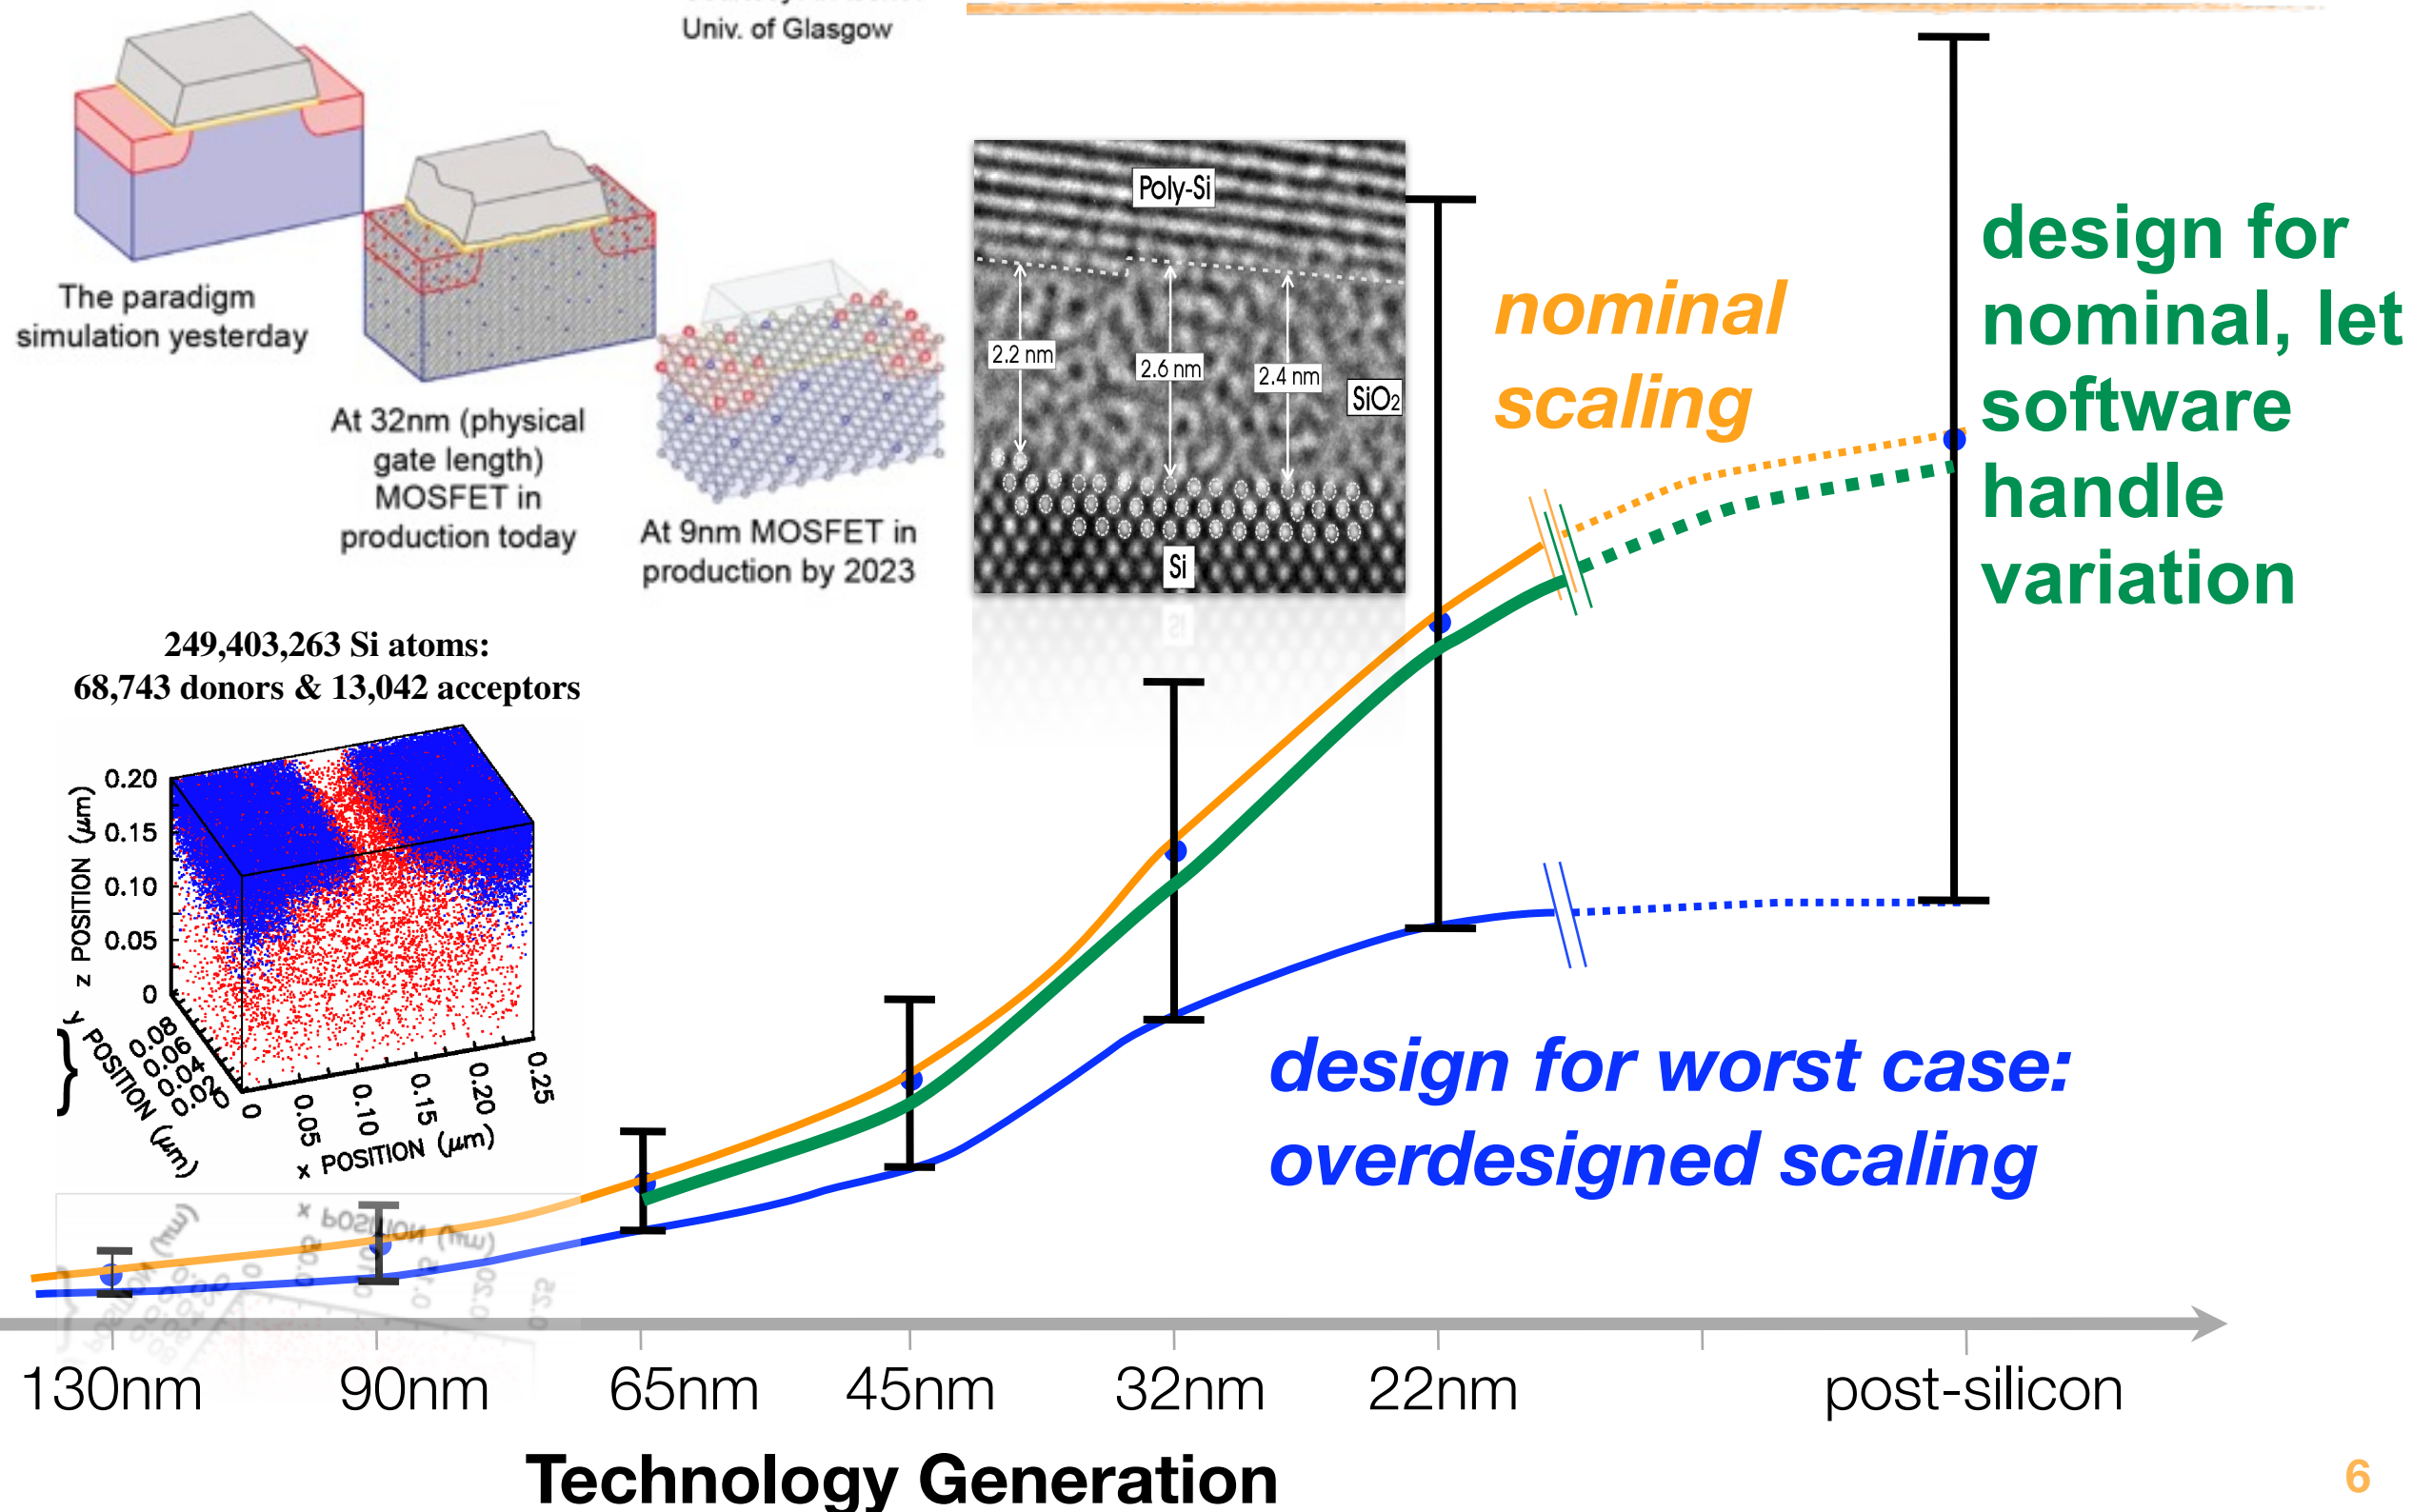 Univ. of Glasgow
The paradigm
simulation yesterday
At 32nm (physical
gate length)
MOSFET in
production today
At 9nm MOSFET in
production by 2023
Poly-Si
2.2 nm
2.6 nm
2.4 nm
SiO₂
Si
nominal
scaling
design for
nominal, let
software
handle
variation
249,403,263 Si atoms:
68,743 donors & 13,042 acceptors
z POSITION (μm)
0.20
0.15
0.10
0.05
0
y POSITION (μm)
0.08
0.06
0.04
0.02
0
0
0.05
0.10
0.15
0.20
0.25
x POSITION (μm)
}
design for worst case:
overdesigned scaling
130nm
90nm
65nm
45nm
32nm
22nm
post-silicon
Technology Generation
6